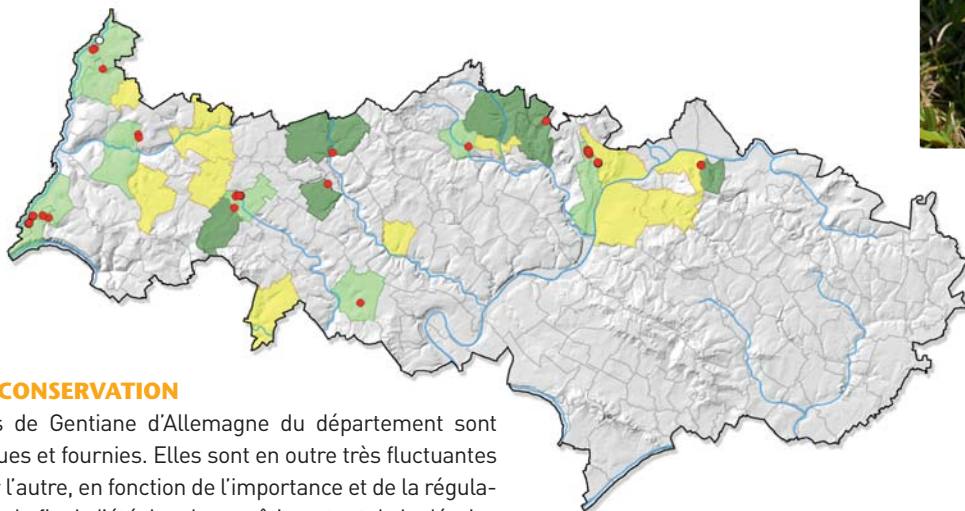 CONSERVATION
de Gentiane d'Allemagne du département sont
ues et fournies. Elles sont en outre très fluctuantes
l'autre, en fonction de l'importance et de la régula-